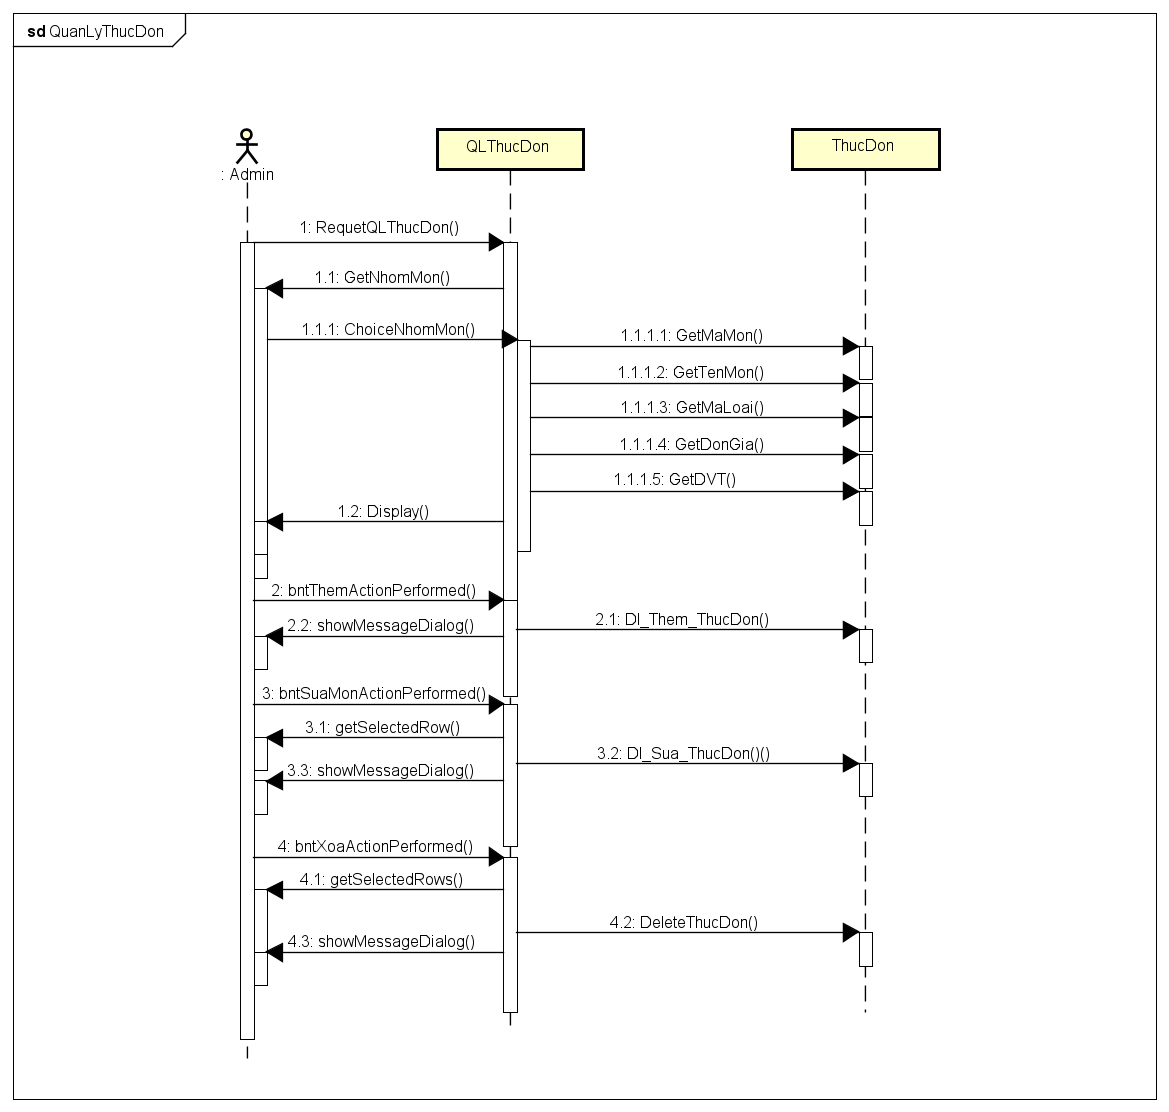 sd QuanLyThucDon
: Admin
QLThucDon
ThucDon
1: RequetQLThucDon()
1.1: GetNhomMon()
1.1.1: ChoiceNhomMon()
1.1.1.1: GetMaMon()
1.1.1.2: GetTenMon()
1.1.1.3: GetMaLoai()
1.1.1.4: GetDonGia()
1.1.1.5: GetDVT()
1.2: Display()
2: bntThemActionPerformed()
2.1: Dl_Them_ThucDon()
2.2: showMessageDialog()
3: bntSuaMonActionPerformed()
3.1: getSelectedRow()
3.2: Dl_Sua_ThucDon()()
3.3: showMessageDialog()
4: bntXoaActionPerformed()
4.1: getSelectedRows()
4.2: DeleteThucDon()
4.3: showMessageDialog()